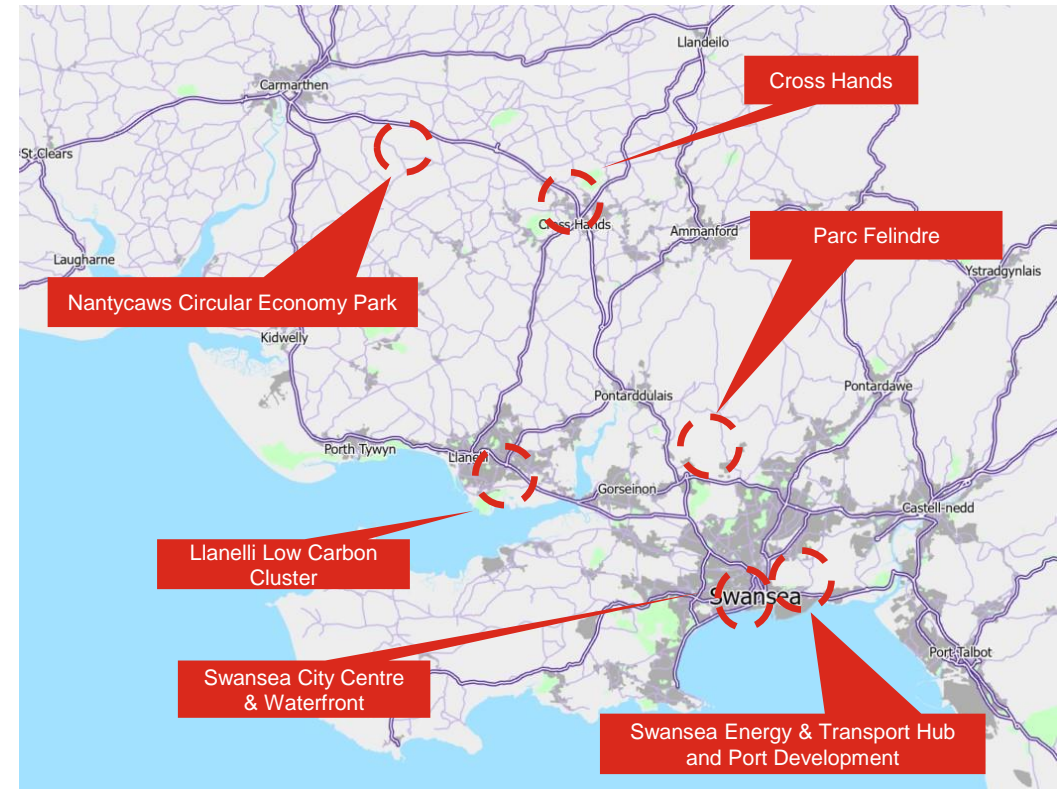 Llandeilo
Cross Hands
Carmarthen
St Clears
Cross Hands
Ammanford
Parc Felindre
Laugharne
Ystradgynlais
Nantycaws Circular Economy Park
Kidwelly
Pontarddulais
Pontardawe
Porth Tywyn
Llanelli
Gorseinon
Castell-nedd
Llanelli Low Carbon
Cluster
Swansea
Port Talbot
Swansea City Centre
& Waterfront
Swansea Energy & Transport Hub
and Port Development